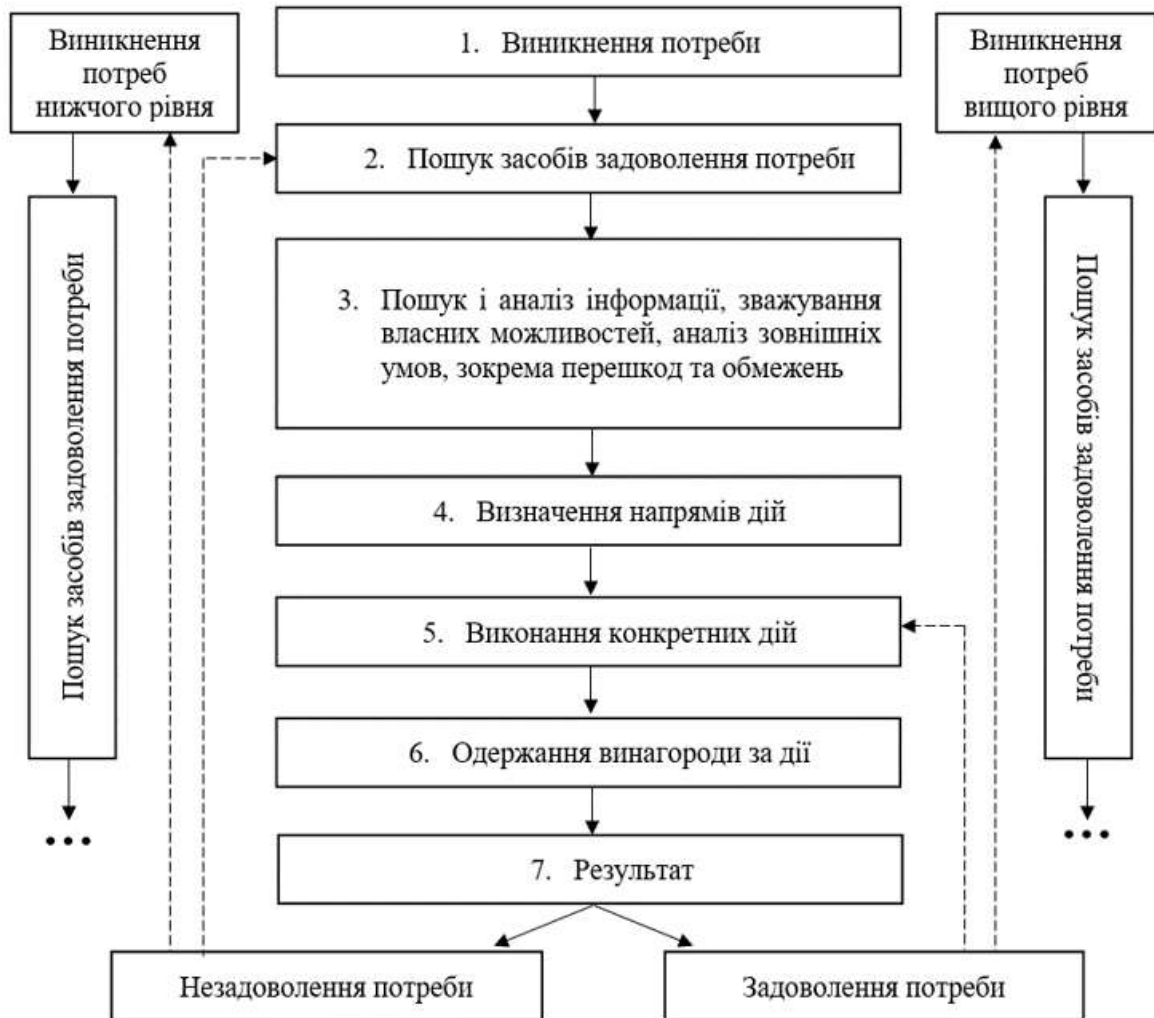 Виникнення
потреб
нижчого рівня
1. Виникнення потреби
Виникнення
потреб
вищого рівня
2. Пошук засобів задоволення потреби
Пошук засобів задоволення потреби
3. Пошук і аналіз інформації, зважування
власних можливостей, аналіз зовнішніх
умов, зокрема перешкод та обмежень
Пошук засобів задоволення потреби
4. Визначення напрямів дій
5. Виконання конкретних дій
6. Одержання винагороди за дії
...
...
7. Результат
Незадоволення потреби
Задоволення потреби